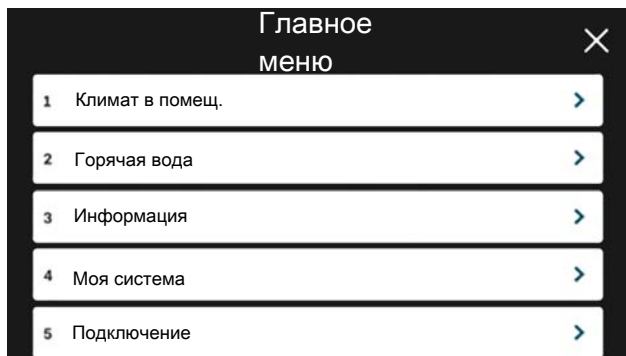 Главное
меню
1 Климат в помещ.
2 Горячая вода
3 Информация
4 Моя система
5 Подключение